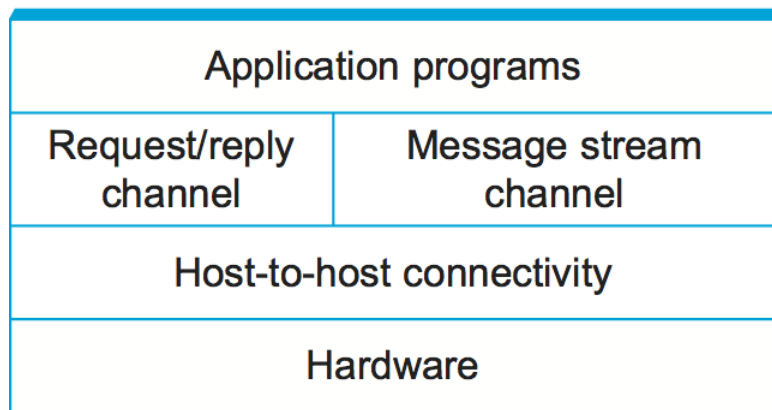 Application programs
Request/reply
channel
Message stream
channel
Host-to-host connectivity
Hardware